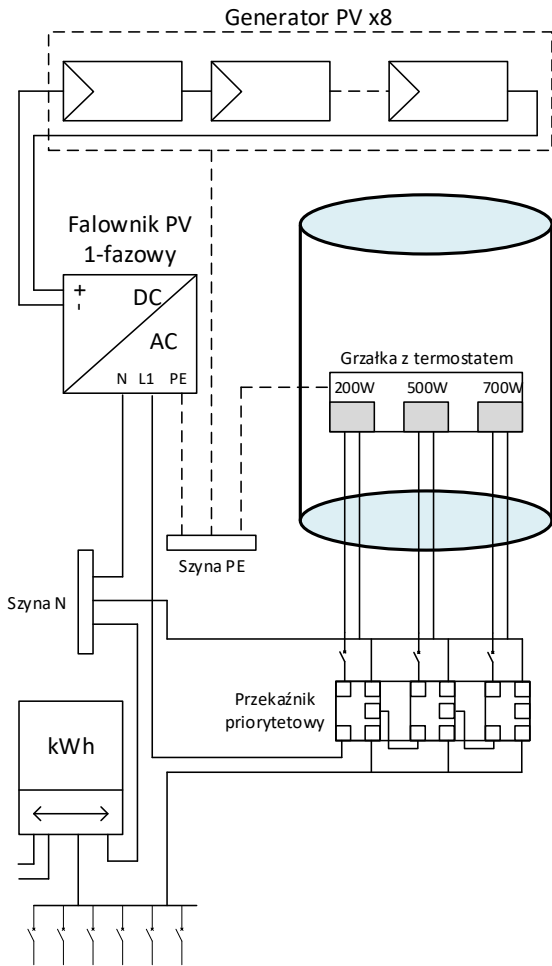 Generator PV x8
Falownik PV
1-fazowy
+
-
DC
AC
N L1 PE
Grzałka z termostatem
200W 500W 700W
Szyna PE
Szyna N
Przekaźnik
priorytetowy
kWh